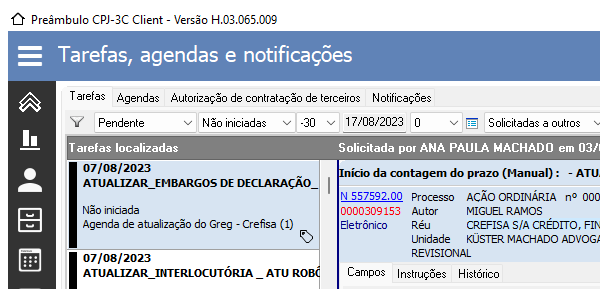 Preâmbulo CPJ-3C Client - Versão H.03.065.009
Tarefas, agendas e notificações
Tarefas Agendas Autorização de contratação de terceiros Notificações
Pendente Não iniciadas -30 17/08/2023 0 Solicitadas a outros
Tarefas localizadas
Solicitada por ANA PAULA MACHADO em 03/
07/08/2023
ATUALIZAR_EMBARGOS DE DECLARAÇÃO_
Não iniciada
Agenda de atualização do Greg - Crefisa (1)
07/08/2023
ATUALIZAR_INTERLOCUTÓRIA _ ATU ROBÔ
Início da contagem do prazo (Manual) : - ATU
N 557592.00 Processo AÇÃO ORDINÁRIA nº 000
0000309153 Autor MIGUEL RAMOS
Eletrônico Réu CREFISA S/A CRÉDITO, FIN
Unidade KÜSTER MACHADO ADVOGA
REVISIONAL
Campos Instruções Histórico